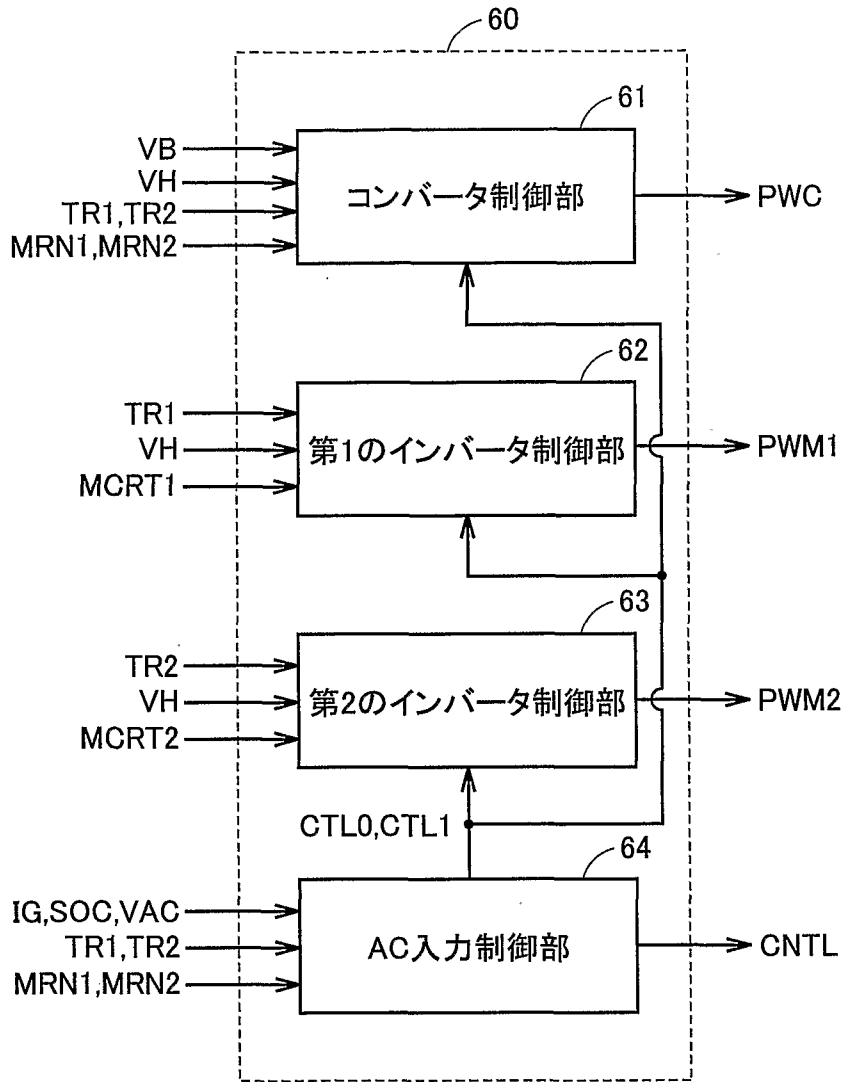 60
61
VB
VH
TR1,TR2
MRN1,MRN2
コンバータ制御部
PWC
62
TR1
VH
MCRT1
第1のインバータ制御部
PWM1
63
TR2
VH
MCRT2
第2のインバータ制御部
PWM2
CTL0,CTL1
64
IG,SOC,VAC
TR1,TR2
MRN1,MRN2
AC入力制御部
CNTL